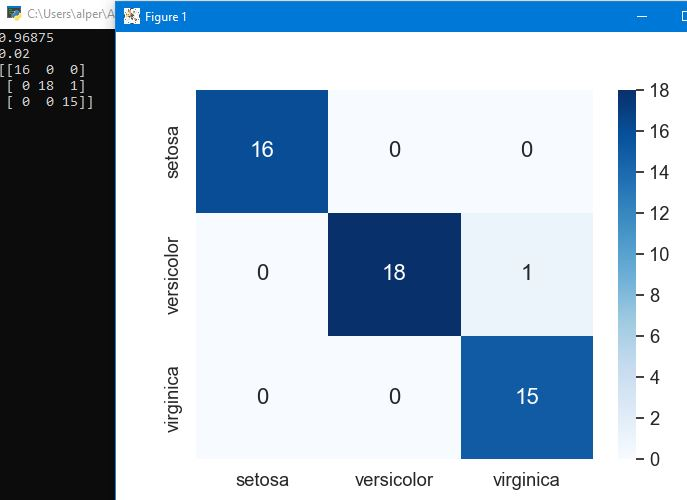 C:\Users\alper\A
Figure 1
0.96875
0.02
[[16  0  0]
 [ 0 18  1]
 [ 0  0 15]]
setosa 16 0 0
versicolor 0 18 1
virginica 0 0 15
setosa versicolor virginica
18
16
14
12
10
8
6
4
2
0